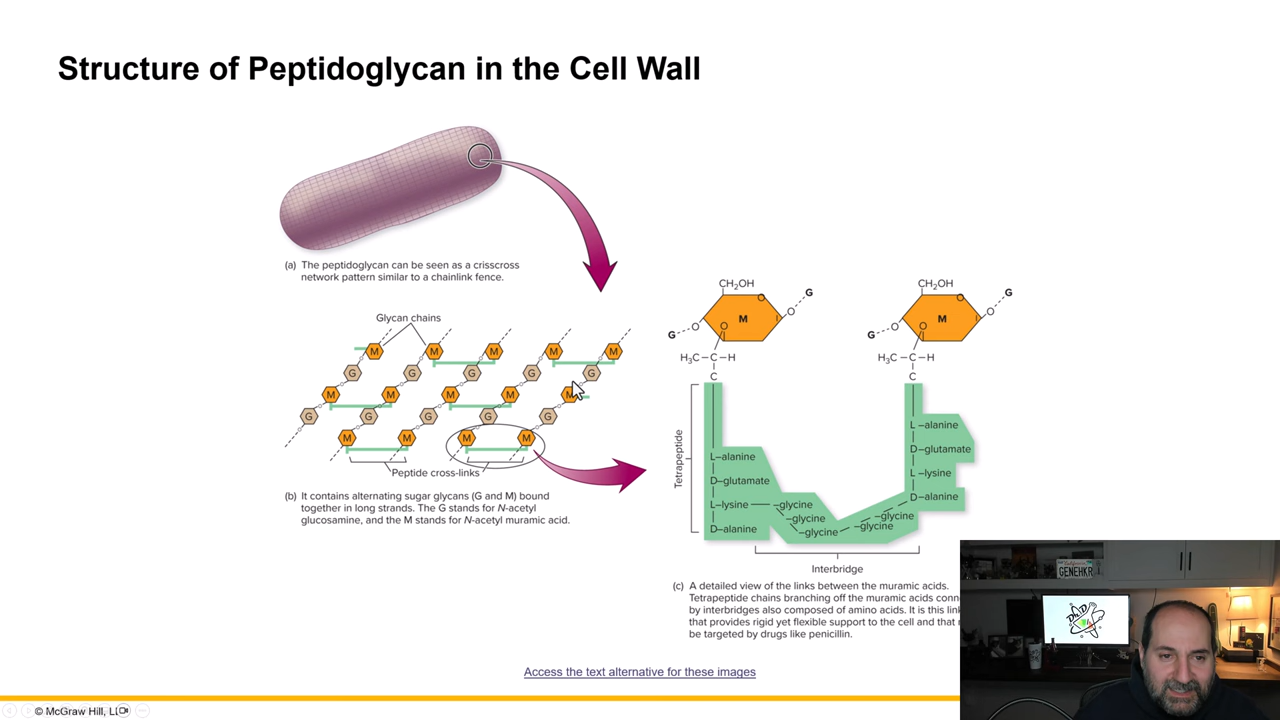 Structure of Peptidoglycan in the Cell Wall
(a) The peptidoglycan can be seen as a crisscross
network pattern similar to a chainlink fence.
Glycan chains
M M M M M
G G G G G
M M M M M
G G G G G
M M M M
Peptide cross-links
(b) It contains alternating sugar glycans (G and M) bound
together in long strands. The G stands for N-acetyl
glucosamine, and the M stands for N-acetyl muramic acid.
CH₂OH CH₂OH
G G
O O
M M
O O
O O
O O
G G
H₃C–C–H H₃C–C–H
C C
Tetrapeptide
L-alanine
D-glutamate
L-lysine
D-alanine
-glycine
-glycine
-glycine
-glycine
-glycine
L-alanine
D-glutamate
L-lysine
D-alanine
Interbridge
(c) A detailed view of the links between the muramic acids.
Tetrapeptide chains branching off the muramic acids conn
by interbridges also composed of amino acids. It is this lin
that provides rigid yet flexible support to the cell and that
be targeted by drugs like penicillin.
GENEHKR
Access the text alternative for these images
© McGraw Hill, LL